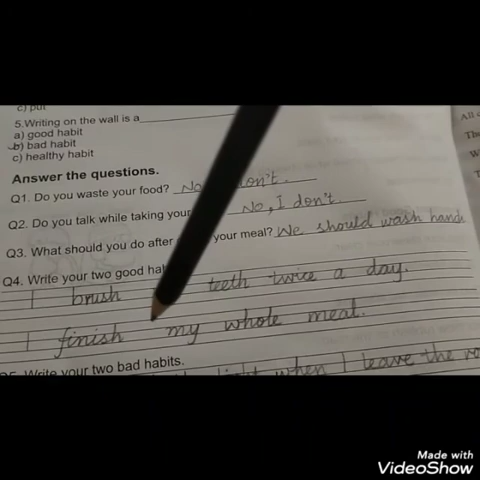 c) put
5.Writing on the wall is a
a) good habit
b) bad habit
c) healthy habit
Answer the questions.
Q1. Do you waste your food? No don't.
Q2. Do you talk while taking your No, I don't.
Q3. What should you do after your meal? We should wash hands
Q4. Write your two good ha
I brush teeth twice a day.
I finish my whole meal.
Write your two bad habits.
when I leave the
All
Made with
VideoShow